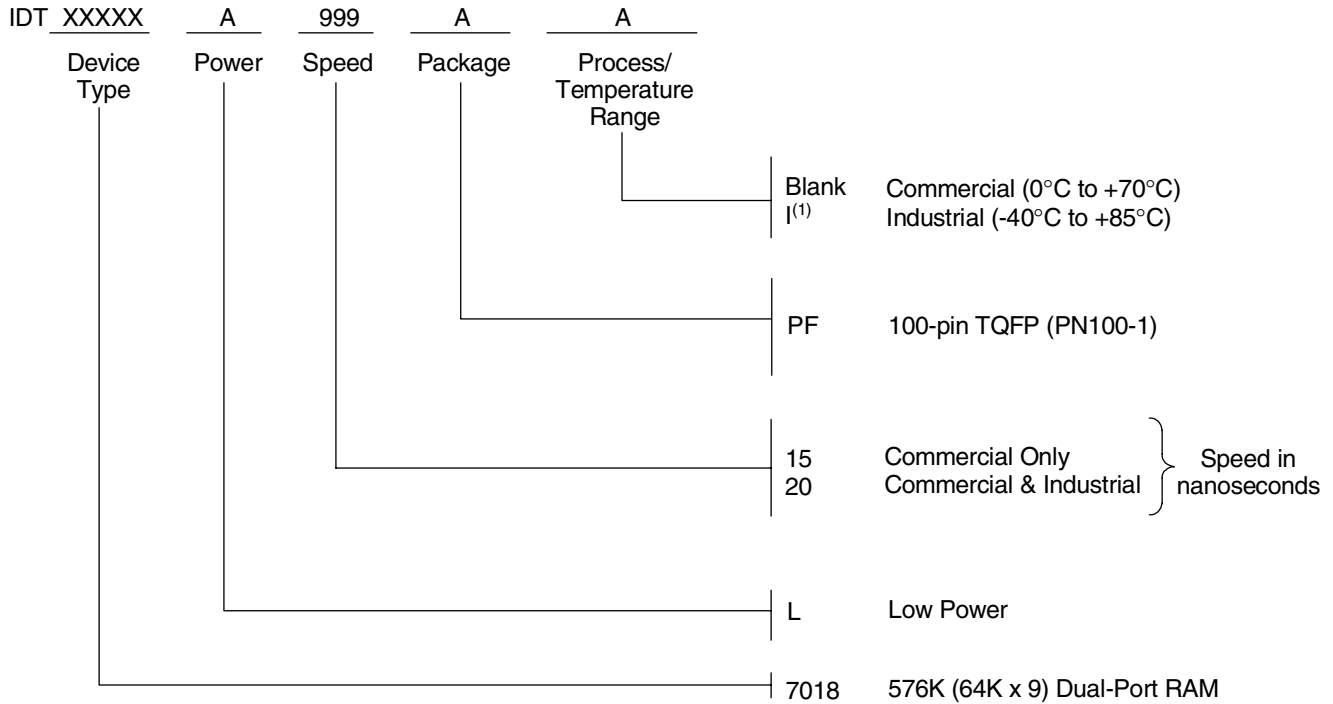 IDT XXXXX A 999 A A
Device Type
Power
Speed
Package
Process/
Temperature
Range
Blank Commercial (0°C to +70°C)
I(1) Industrial (-40°C to +85°C)
PF 100-pin TQFP (PN100-1)
15 Commercial Only
20 Commercial & Industrial
Speed in
nanoseconds
L Low Power
7018 576K (64K x 9) Dual-Port RAM